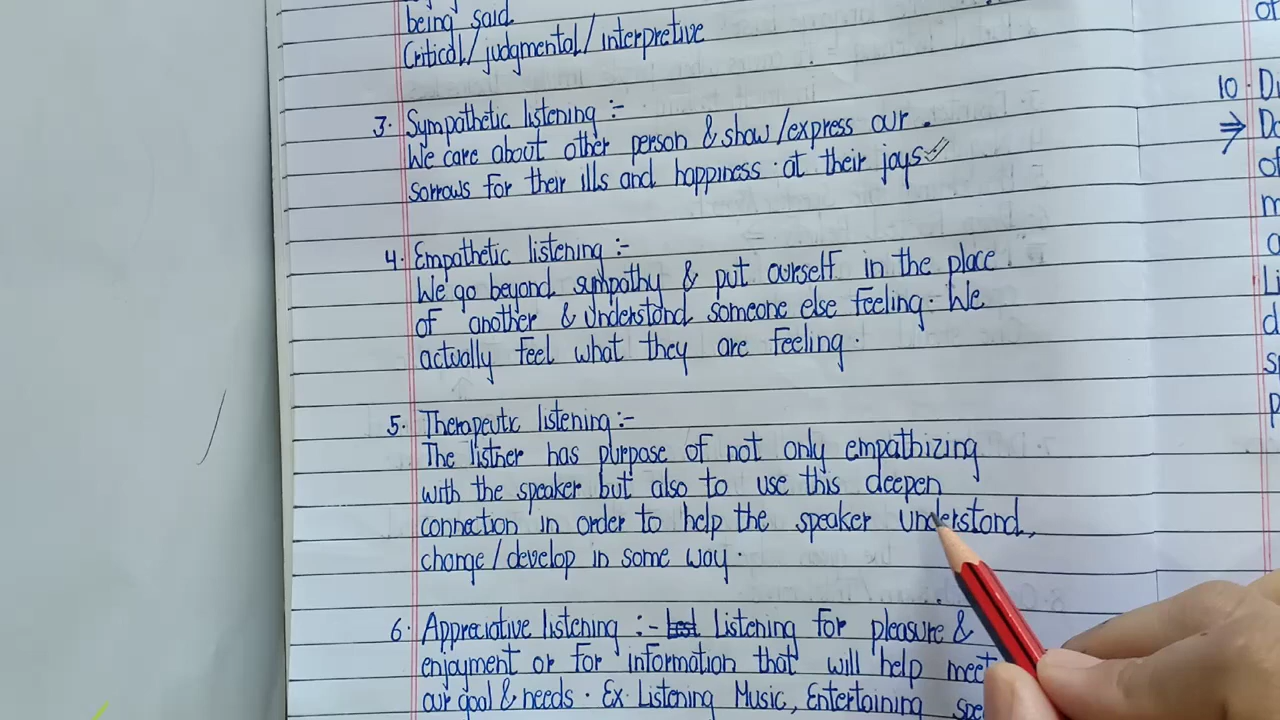 being said.
Critical/judgmental/interpretive
3. Sympathetic listening :-
We care about other person & show/express our .
sorrows for their ills and happiness at their joys
4. Empathetic listening :-
We go beyond sympathy & put ourself in the place
of another & understand someone else feeling. We
actually feel what they are feeling.
5. Therapeutic listening :-
The listner has purpose of not only empathizing
with the speaker but also to use this deepen
connection in order to help the speaker understand,
change/develop in some way.
6. Appreciative listening :- Listening for pleasure &
enjoyment or for information that will help meet
our goal & needs. Ex. Listening Music, Entertaining
10.
⇒
of